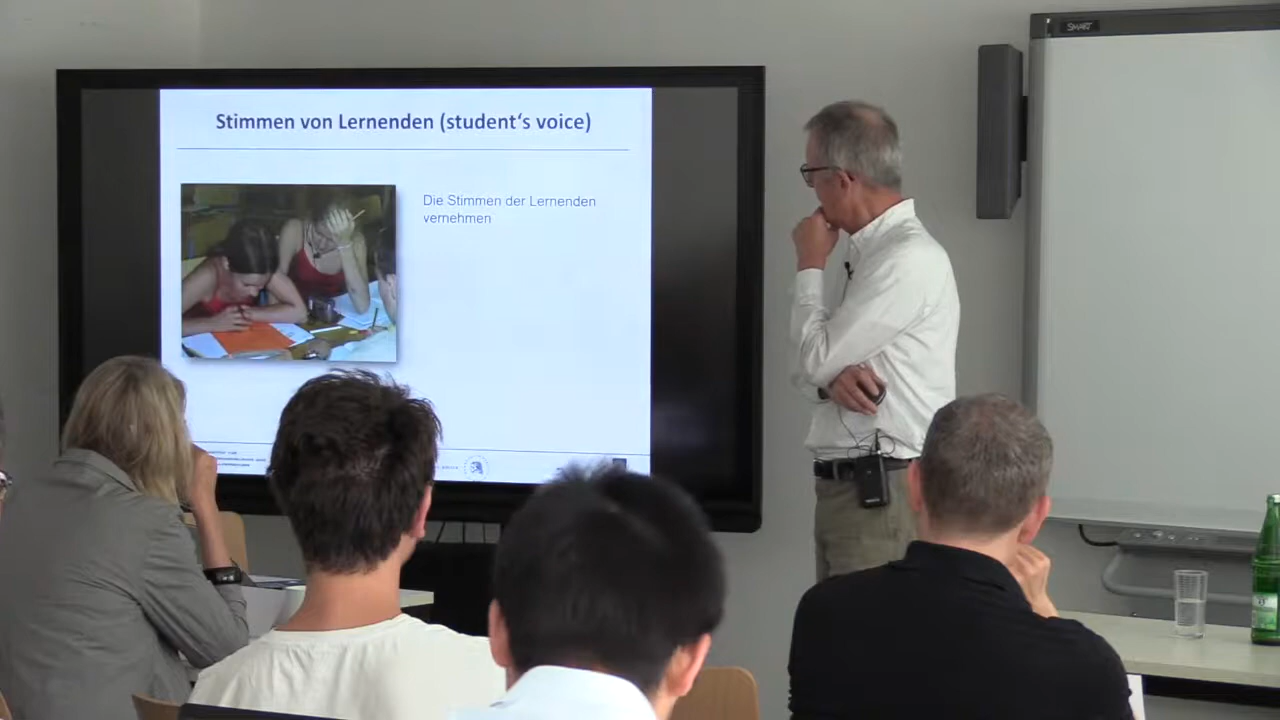 SMART
Stimmen von Lernenden (student‘s voice)
Die Stimmen der Lernenden
vernehmen